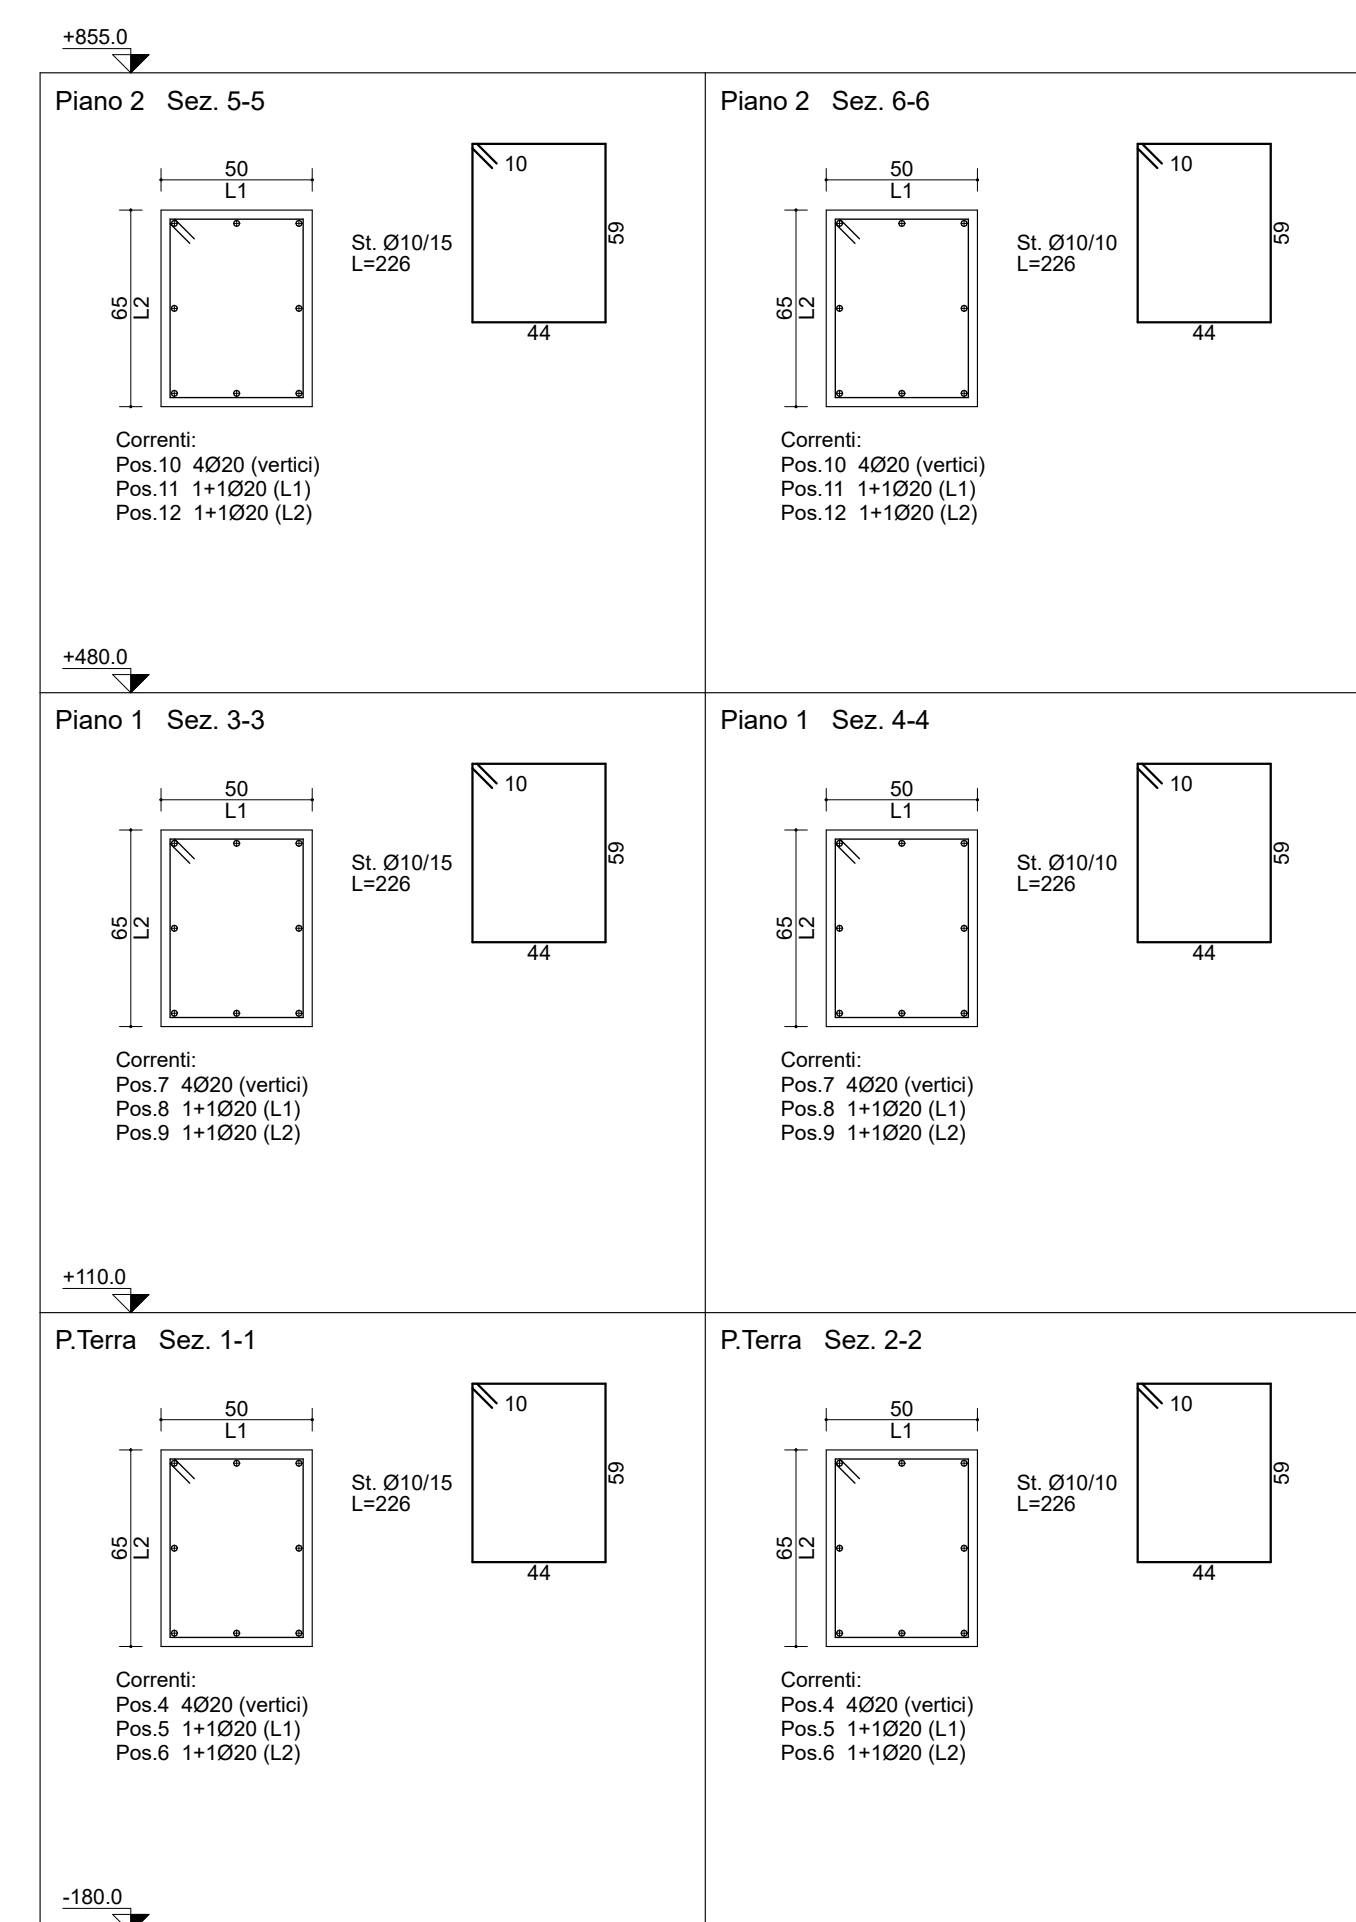 +855.0
Piano 2 Sez. 5-5
50
L1
65
L2
St. Ø10/15
L=226
10
59
44
Correnti:
Pos.10 4Ø20 (vertici)
Pos.11 1+1Ø20 (L1)
Pos.12 1+1Ø20 (L2)
Piano 2 Sez. 6-6
50
L1
65
L2
St. Ø10/10
L=226
10
59
44
Correnti:
Pos.10 4Ø20 (vertici)
Pos.11 1+1Ø20 (L1)
Pos.12 1+1Ø20 (L2)
+480.0
Piano 1 Sez. 3-3
50
L1
65
L2
St. Ø10/15
L=226
10
59
44
Correnti:
Pos.7 4Ø20 (vertici)
Pos.8 1+1Ø20 (L1)
Pos.9 1+1Ø20 (L2)
Piano 1 Sez. 4-4
50
L1
65
L2
St. Ø10/10
L=226
10
59
44
Correnti:
Pos.7 4Ø20 (vertici)
Pos.8 1+1Ø20 (L1)
Pos.9 1+1Ø20 (L2)
+110.0
P.Terra Sez. 1-1
50
L1
65
L2
St. Ø10/15
L=226
10
59
44
Correnti:
Pos.4 4Ø20 (vertici)
Pos.5 1+1Ø20 (L1)
Pos.6 1+1Ø20 (L2)
P.Terra Sez. 2-2
50
L1
65
L2
St. Ø10/10
L=226
10
59
44
Correnti:
Pos.4 4Ø20 (vertici)
Pos.5 1+1Ø20 (L1)
Pos.6 1+1Ø20 (L2)
-180.0